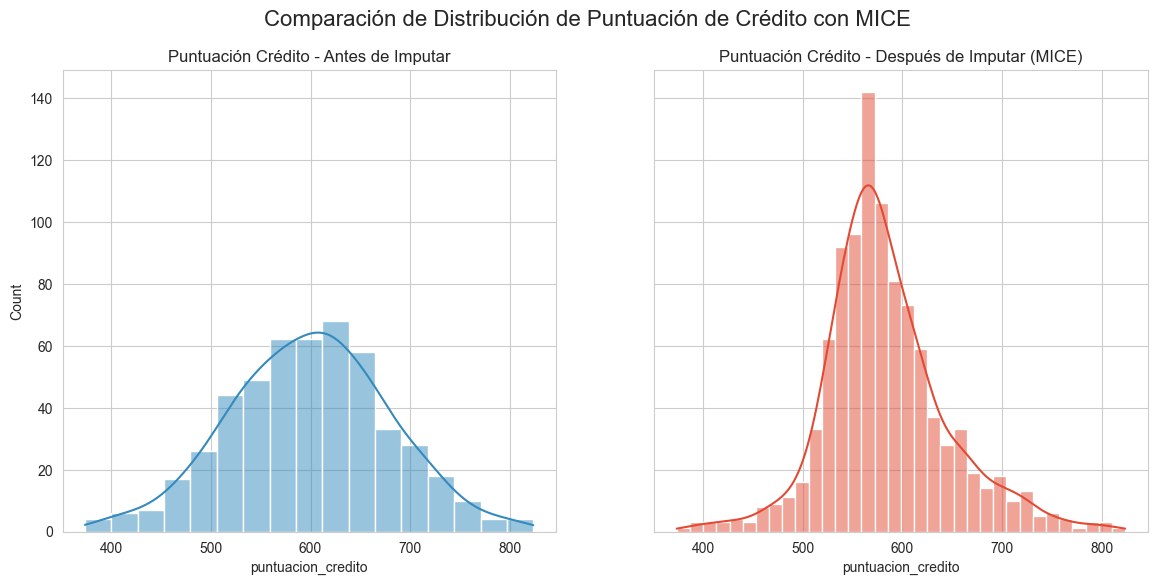 Comparación de Distribución de Puntuación de Crédito con MICE
Puntuación Crédito - Antes de Imputar
Puntuación Crédito - Después de Imputar (MICE)
140
120
100
80
60
40
20
0
Count
400 500 600 700 800
puntuacion_credito
400 500 600 700 800
puntuacion_credito